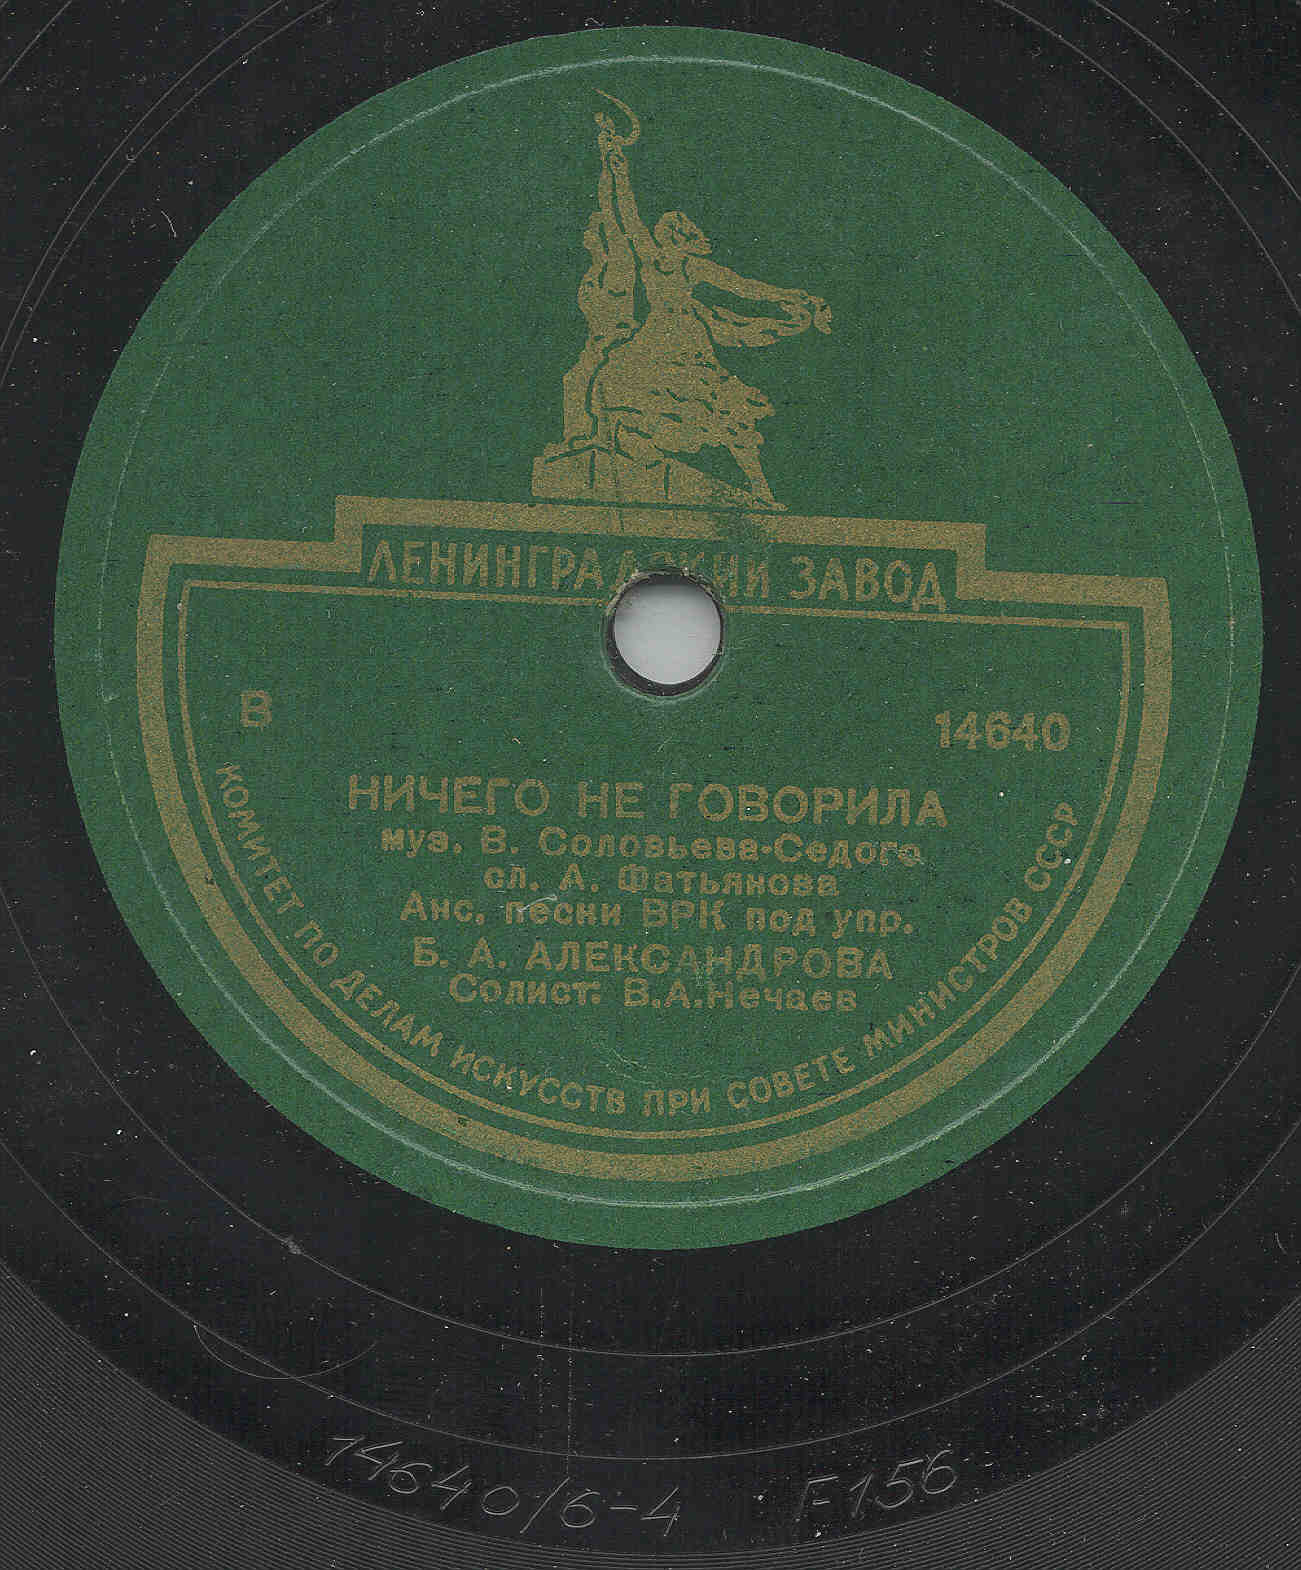 ЛЕНИНГРАДСКИЙ ЗАВОД
В 14640
НИЧЕГО НЕ ГОВОРИЛА
муз. В. Соловьева-Седого
сл. А. Фатьянова
Анс. песни ВРК под упр.
Б. А. АЛЕКСАНДРОВА
Солист: В.А.Нечаев
КОМИТЕТ ПО ДЕЛАМ ИСКУССТВ ПРИ СОВЕТЕ МИНИСТРОВ СССР
14640/6-4 F156